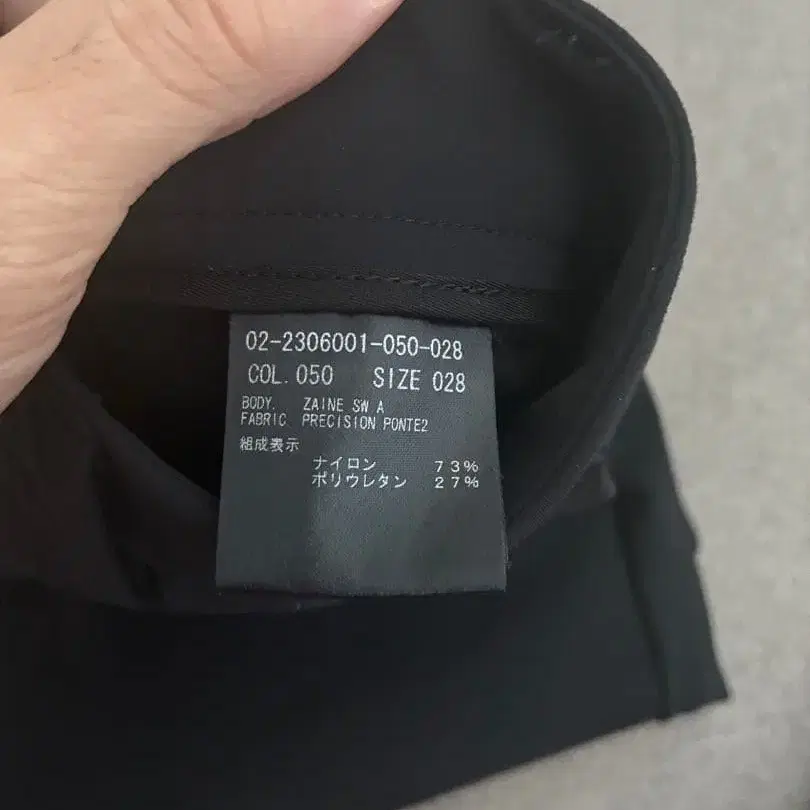 02-2306001-050-028
COL. 050 SIZE 028
BODY. ZAINE SW A
FABRIC PRECISION PONTE2
組成表示
ナイロン ７３％
ポリウレタン ２７％